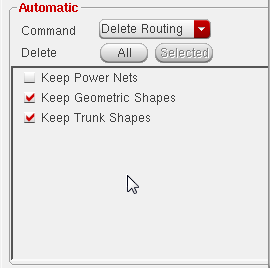 Automatic
Command Delete Routing
Delete All Selected
Keep Power Nets
Keep Geometric Shapes
Keep Trunk Shapes